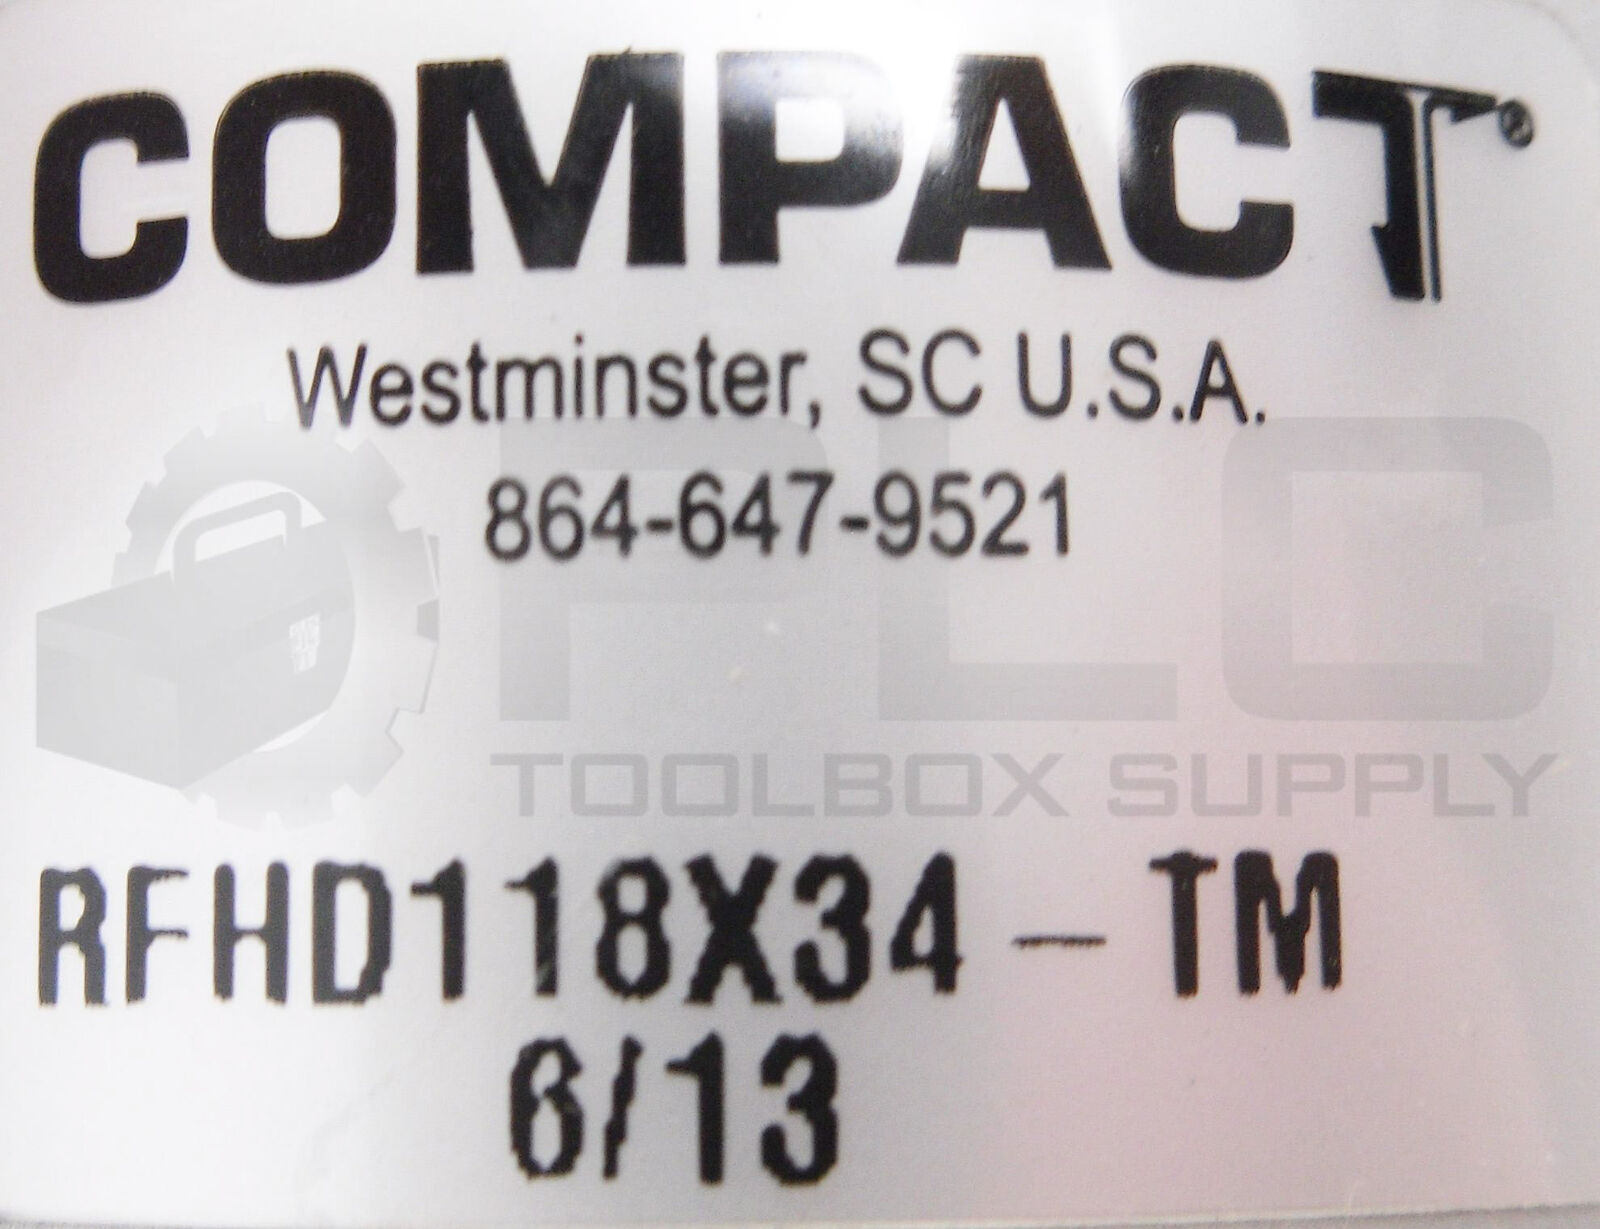 COMPACT®
Westminster, SC U.S.A.
864-647-9521
PLC
TOOLBOX SUPPLY
RFHD118X34-TM
6/13